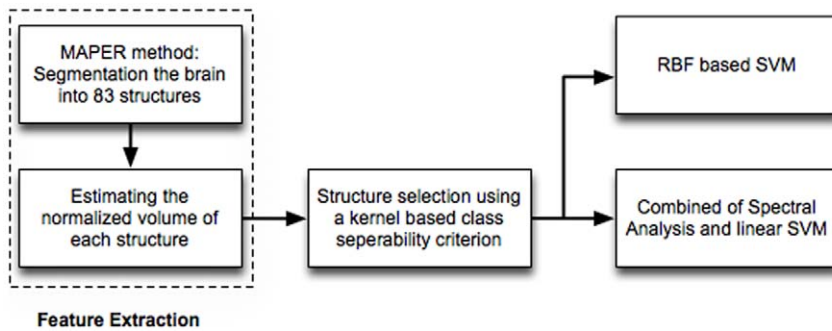 MAPER method:
Segmentation the brain
into 83 structures
Estimating the
normalized volume of
each structure
Feature Extraction
Structure selection using
a kernel based class
seperability criterion
RBF based SVM
Combined of Spectral
Analysis and linear SVM